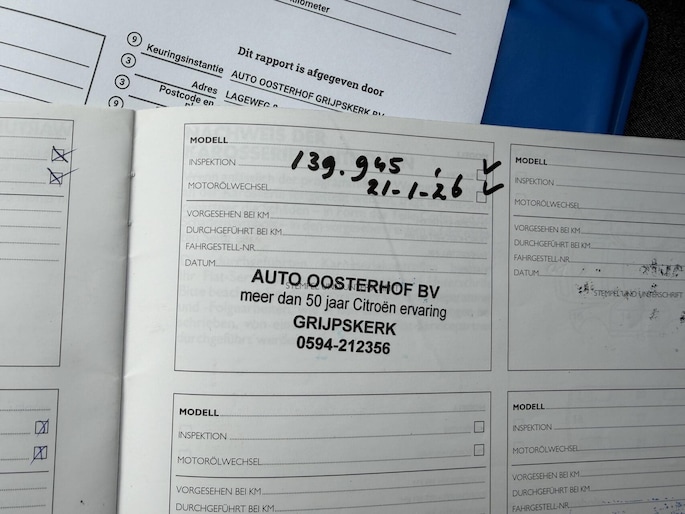 kilometer
Dit rapport is afgegeven door
9 Keuringsinstantie AUTO OOSTERHOF GRIJPSKERK BV
3 Adres LAGEWEG
3 Postcode en
9
MODELL
INSPEKTION 139.945
MOTORÖLWECHSEL 21-1-26
VORGESEHEN BEI KM
DURCHGEFÜHRT BEI KM
FAHRGESTELL-NR.
DATUM
AUTO OOSTERHOF BV
meer dan 50 jaar Citroën ervaring
GRIJPSKERK
0594-212356
MODELL
INSPEKTION
MOTORÖLWECHSEL
VORGESEHEN BEI KM
DURCHGEFÜHRT BEI KM
FAHRGESTELL-NR.
DATUM
STEMPEL UND UNTERSCHRIFT
MODELL
INSPEKTION
MOTORÖLWECHSEL
VORGESEHEN BEI KM
DURCHGEFÜHRT BEI KM
FAHRGESTELL-NR.
MODELL
INSPEKTION
MOTORÖLWECHSEL
VORGESEHEN BEI KM
DURCHGEFÜHRT BEI KM
FAHRGESTELL-NR.